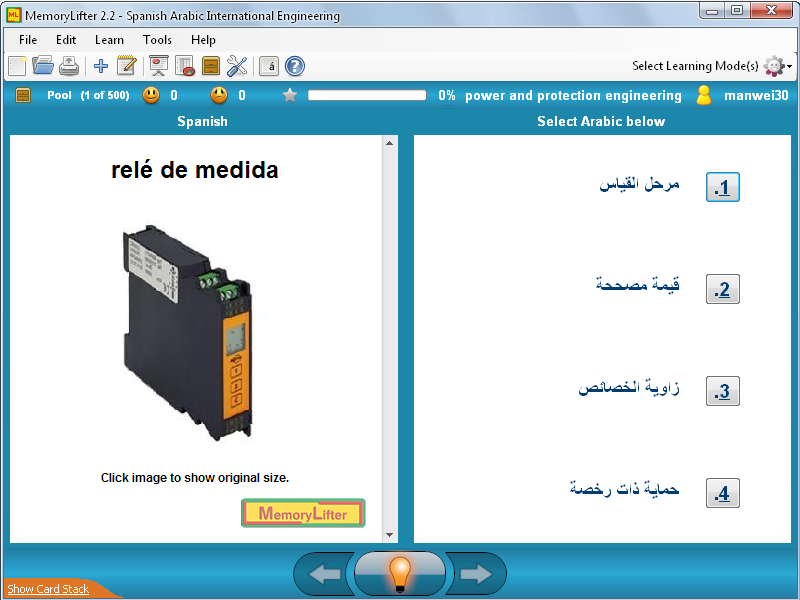 MemoryLifter 2.2 - Spanish Arabic International Engineering
File Edit Learn Tools Help
á ? Select Learning Mode(s)
Pool (1 of 500) 0 0 0% power and protection engineering manwei30
Spanish
Select Arabic below
relé de medida
Click image to show original size.
MemoryLifter
مرحل القياس .1
قيمة مصححة .2
زاوية الخصائص .3
حماية ذات رخصة .4
Show Card Stack